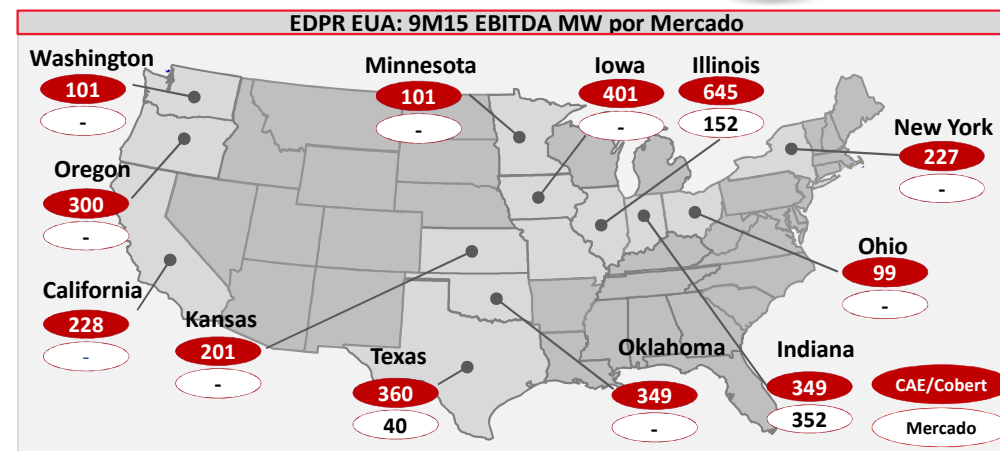 EDPR EUA: 9M15 EBITDA MW por Mercado
Washington
101
-
Minnesota
101
-
Iowa
401
-
Illinois
645
152
New York
227
-
Oregon
300
-
Ohio
99
-
California
228
-
Kansas
201
-
Texas
360
40
Oklahoma
349
-
Indiana
349
352
CAE/Cobert
Mercado